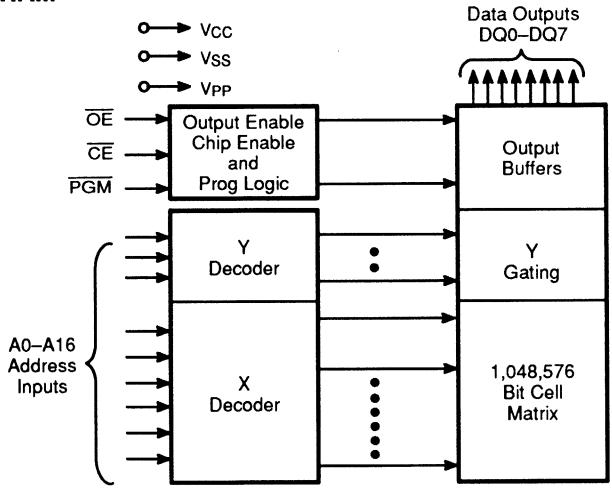 Data Outputs
DQ0–DQ7
VCC
VSS
VPP
OE
CE
PGM
Output Enable
Chip Enable
and
Prog Logic
Output
Buffers
Y
Decoder
Y
Gating
A0–A16
Address
Inputs
X
Decoder
1,048,576
Bit Cell
Matrix